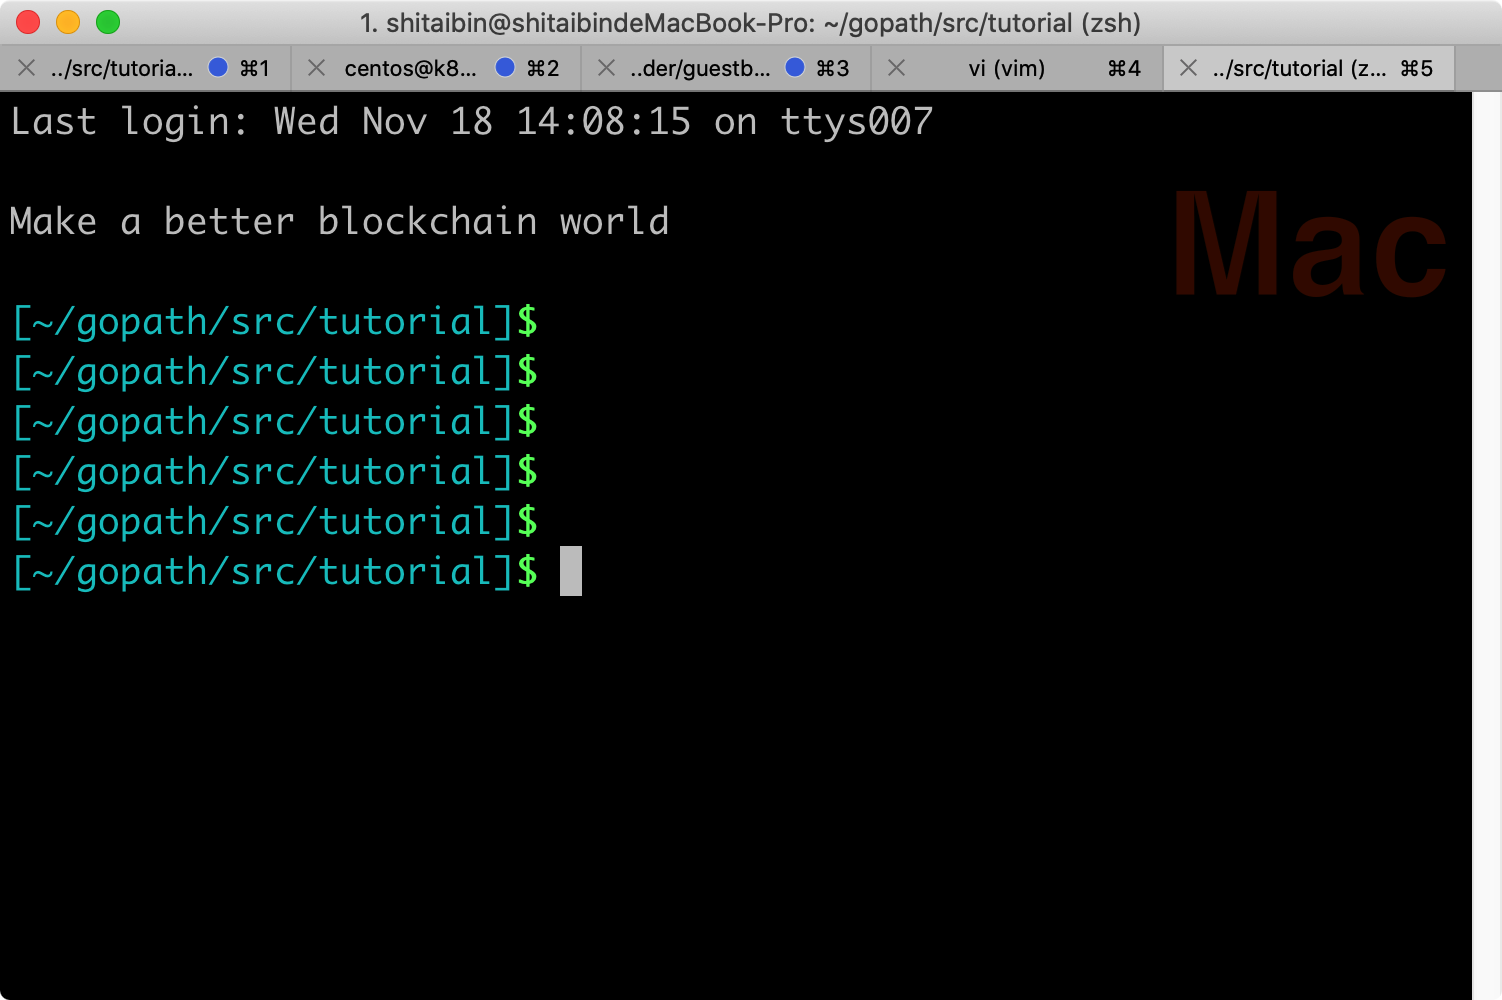 1. shitaibin@shitaibindeMacBook-Pro: ~/gopath/src/tutorial (zsh)
../src/tutoria... ⌘1 centos@k8... ⌘2 ..der/guestb... ⌘3 vi (vim) ⌘4 ../src/tutorial (z... ⌘5
Last login: Wed Nov 18 14:08:15 on ttys007
Make a better blockchain world
Mac
[~/gopath/src/tutorial]$
[~/gopath/src/tutorial]$
[~/gopath/src/tutorial]$
[~/gopath/src/tutorial]$
[~/gopath/src/tutorial]$
[~/gopath/src/tutorial]$